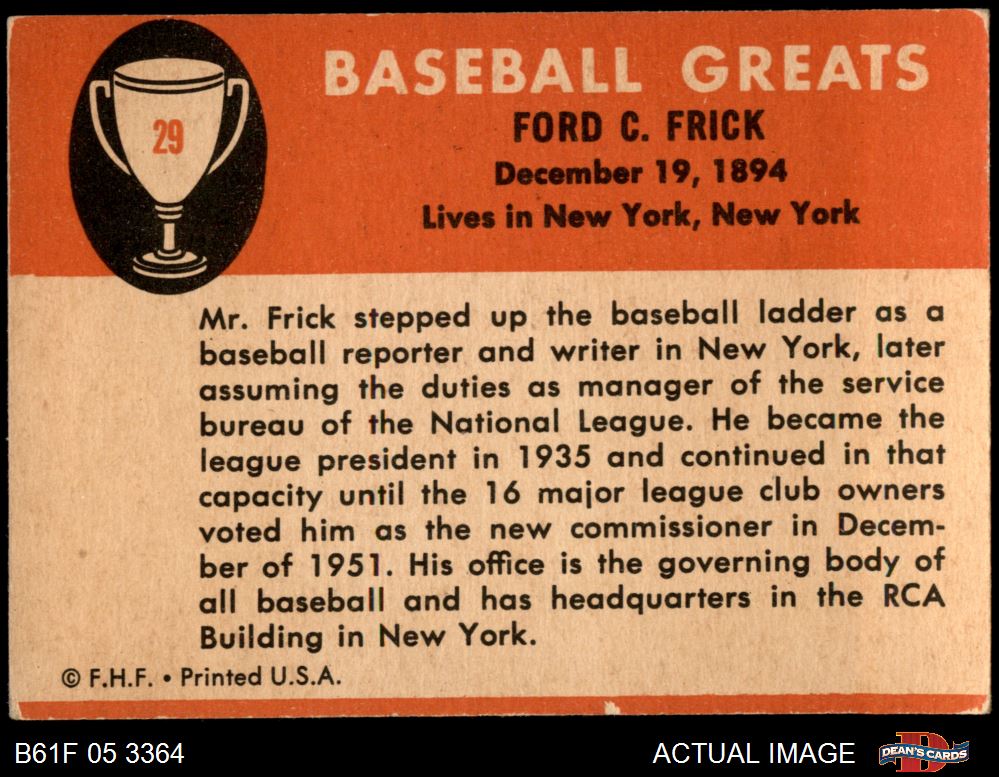 29
BASEBALL GREATS
FORD C. FRICK
December 19, 1894
Lives in New York, New York
Mr. Frick stepped up the baseball ladder as a
baseball reporter and writer in New York, later
assuming the duties as manager of the service
bureau of the National League. He became the
league president in 1935 and continued in that
capacity until the 16 major league club owners
voted him as the new commissioner in Decem-
ber of 1951. His office is the governing body of
all baseball and has headquarters in the RCA
Building in New York.
© F.H.F. • Printed U.S.A.
B61F 05 3364
ACTUAL IMAGE
D
DEAN'S CARDS